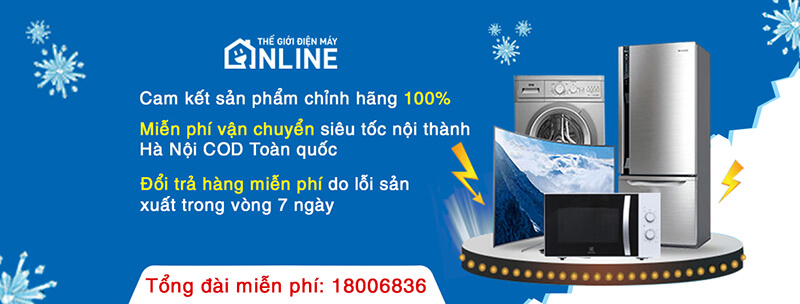 THẾ GIỚI ĐIỆN MÁY
ONLINE
Cam kết sản phẩm chỉnh hãng 100%
Miễn phí vận chuyển siêu tốc nội thành
Hà Nội COD Toàn quốc
Đổi trả hàng miễn phí do lỗi sản
xuất trong vòng 7 ngày
Tổng đài miễn phí: 18006836